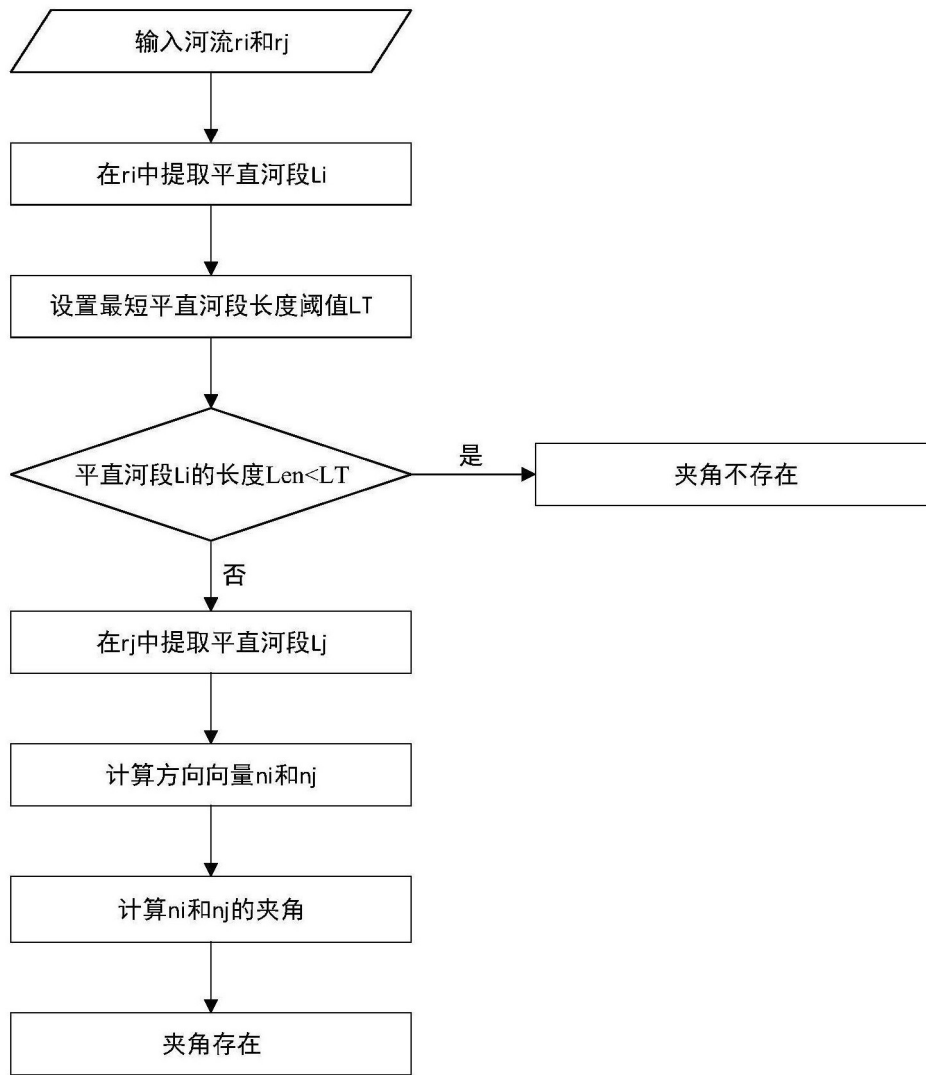 输入河流ri和rj
在ri中提取平直河段Li
设置最短平直河段长度阈值LT
平直河段Li的长度Len<LT
是
夹角不存在
否
在rj中提取平直河段Lj
计算方向向量ni和nj
计算ni和nj的夹角
夹角存在